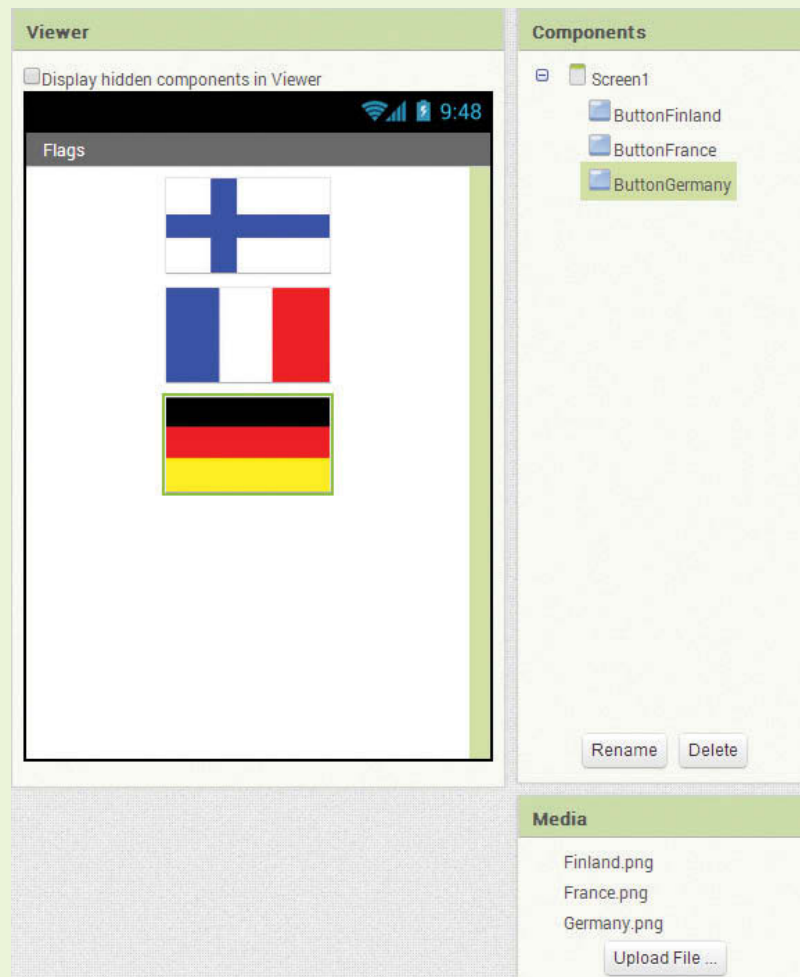 Viewer
Display hidden components in Viewer
9:48
Flags
Components
Screen1
ButtonFinland
ButtonFrance
ButtonGermany
Rename
Delete
Media
Finland.png
France.png
Germany.png
Upload File ...